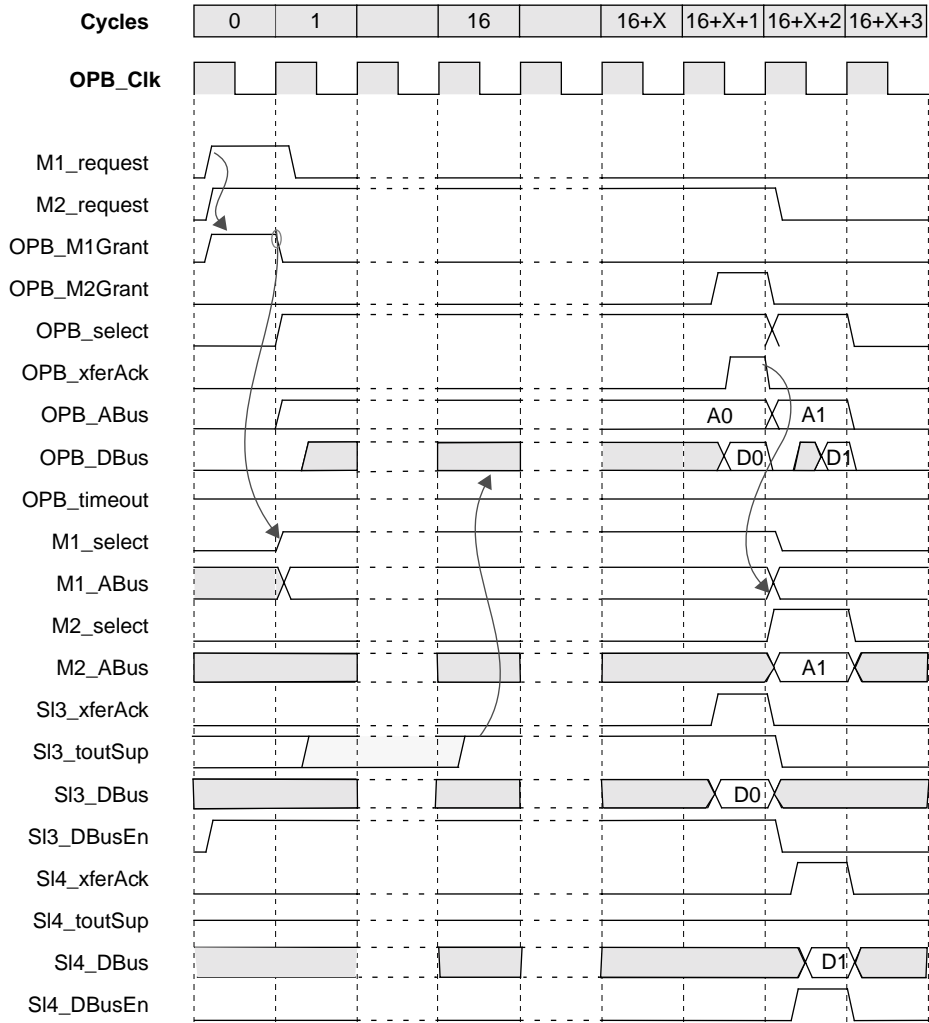 Cycles 0 1 16 16+X 16+X+1 16+X+2 16+X+3
OPB_Clk
M1_request
M2_request
OPB_M1Grant
OPB_M2Grant
OPB_select
OPB_xferAck
OPB_ABus A0 A1
OPB_DBus D0 D1
OPB_timeout
M1_select
M1_ABus
M2_select
M2_ABus A1
Sl3_xferAck
Sl3_toutSup
Sl3_DBus D0
Sl3_DBusEn
Sl4_xferAck
Sl4_toutSup
Sl4_DBus D1
Sl4_DBusEn